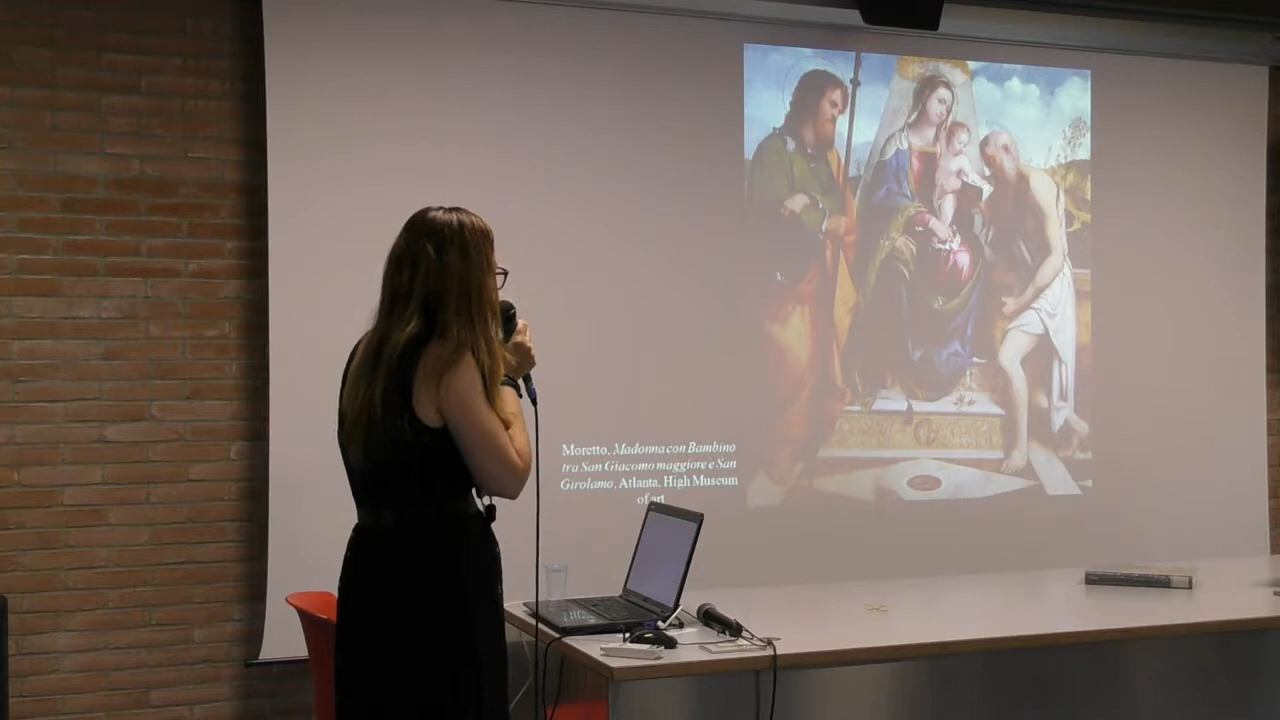 Moretto, Madonna con Bambino
tra San Giacomo maggiore e San
Girolamo, Atlanta, High Museum
of art